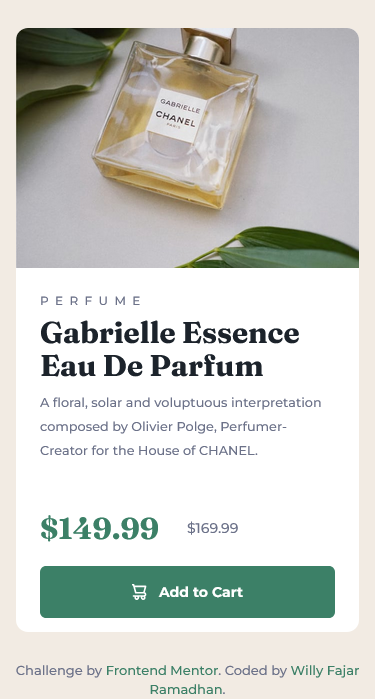 GABRIELLE
CHANEL
PARIS
PERFUME
Gabrielle Essence
Eau De Parfum
A floral, solar and voluptuous interpretation
composed by Olivier Polge, Perfumer-
Creator for the House of CHANEL.
$149.99 $169.99
Add to Cart
Challenge by Frontend Mentor. Coded by Willy Fajar
Ramadhan.